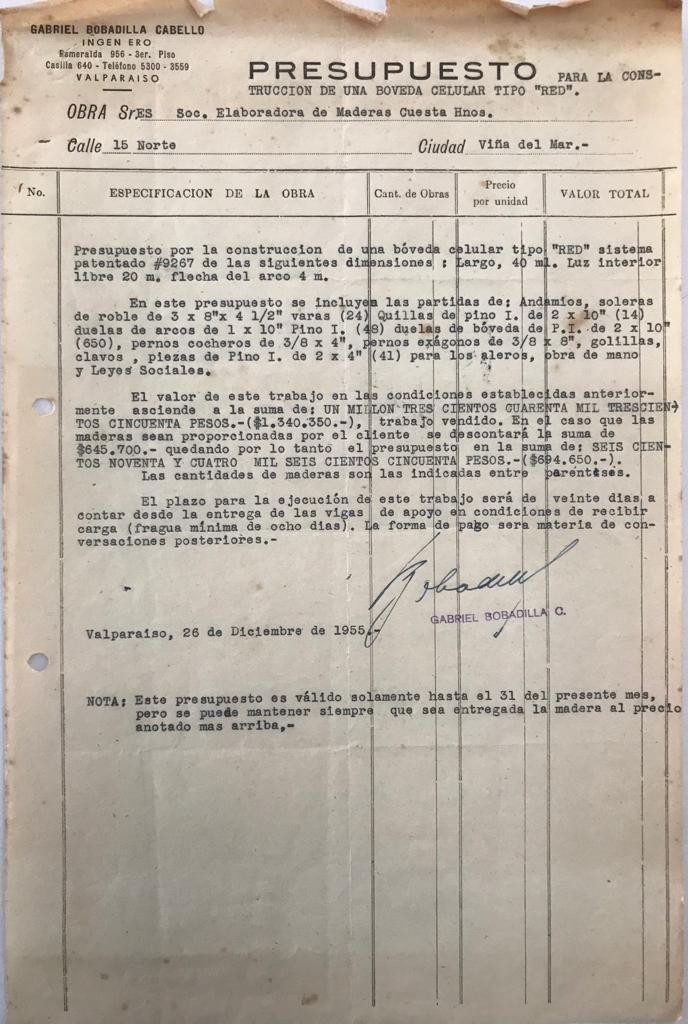 GABRIEL BOBADILLA CABELLO
INGEN ERO
Esmeralda 956 - 3er. Piso
Casilla 640 - Teléfono 5300 - 3559
VALPARAISO
PRESUPUESTO PARA LA CONS-
TRUCCION DE UNA BOVEDA CELULAR TIPO "RED".
OBRA SrES Soc. Elaboradora de Maderas Cuesta Hnos.
Calle 15 Norte Ciudad Viña del Mar.-
No. ESPECIFICACION DE LA OBRA Cant. de Obras Precio por unidad VALOR TOTAL
Presupuesto por la construccion de una bóveda celular tipo "RED" sistema
patentado #9267 de las siguientes dimensiones : Largo, 40 ml. Luz interior
libre 20 m. flecha del arco 4 m.
En este presupuesto se incluyen las partidas de: Andamios, soleras
de roble de 3 x 8"x 4 1/2" varas (24) Quillas de pino I. de 2 x 10" (14)
duelas de arcos de 1 x 10" Pino I. (48) duelas de bóveda de P.I. de 2 x 10"
(650), pernos cocheros de 3/8 x 4", pernos exágonos de 3/8 x 8", golillas,
clavos , piezas de Pino I. de 2 x 4" (41) para los aleros, obra de mano
y Leyes Sociales.
El valor de este trabajo en las condiciones establecidas anterior-
mente asciende a la suma de: UN MILLON TRES CIENTOS CUARENTA MIL TRESCIEN-
TOS CINCUENTA PESOS.-($1.340.350.-), trabajo vendido. En el caso que las
maderas sean proporcionadas por el cliente se descontará la suma de
$645.700.- quedando por lo tanto el presupuesto en la suma de: SEIS CIEN-
TOS NOVENTA Y CUATRO MIL SEIS CIENTOS CINCUENTA PESOS.-($694.650.-).
Las cantidades de maderas son las indicadas entre parenteses.
El plazo para la ejecución de este trabajo será de veinte dias a
contar desde la entrega de las vigas de apoyo en condiciones de recibir
carga (fragua mínima de ocho dias). La forma de pago sera materia de con-
versaciones posteriores.-
Bobadill
GABRIEL BOBADILLA C.
Valparaiso, 26 de Diciembre de 1955.-
NOTA: Este presupuesto es válido solamente hasta el 31 del presente mes,
pero se puede mantener siempre que sea entregada la madera al precio
anotado mas arriba,-